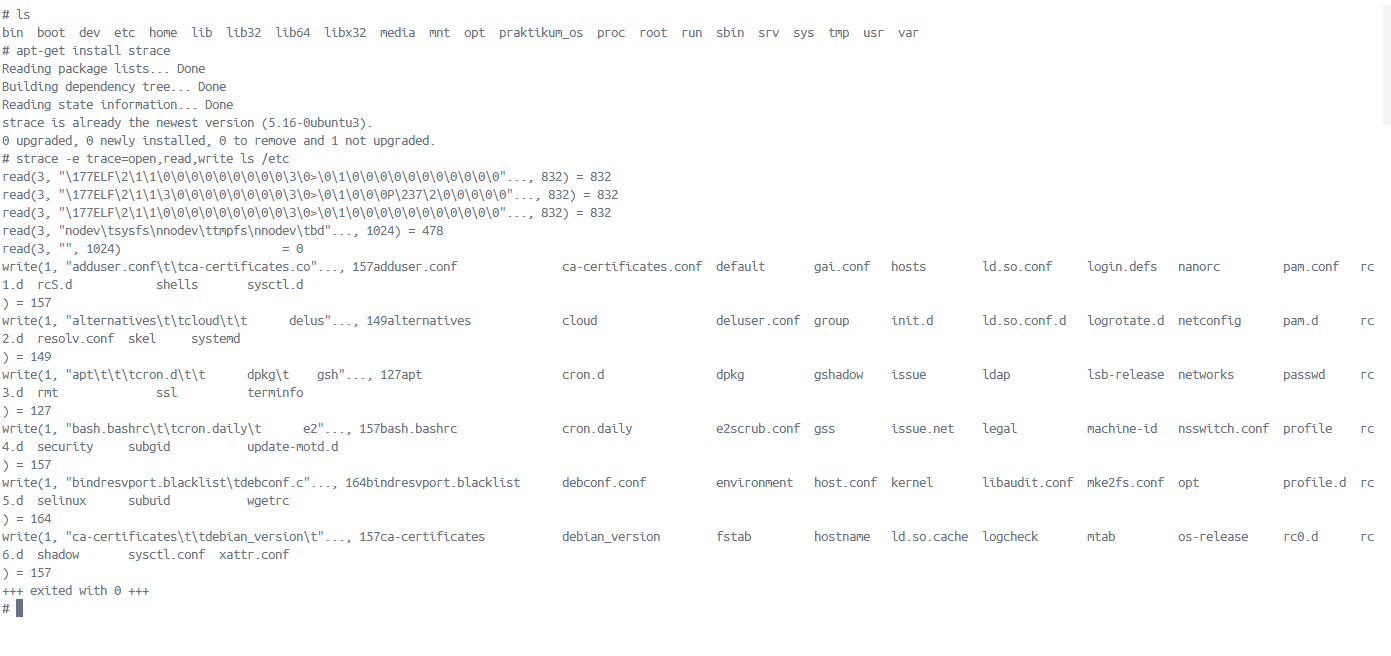 # ls
bin  boot  dev  etc  home  lib  lib32  lib64  libx32  media  mnt  opt  praktikum_os  proc  root  run  sbin  srv  sys  tmp  usr  var
# apt-get install strace
Reading package lists... Done
Building dependency tree... Done
Reading state information... Done
strace is already the newest version (5.16-0ubuntu3).
0 upgraded, 0 newly installed, 0 to remove and 1 not upgraded.
# strace -e trace=open,read,write ls /etc
read(3, "\177ELF\2\1\1\0\0\0\0\0\0\0\0\0\3\0>\0\1\0\0\0\0\0\0\0\0\0\0\0"..., 832) = 832
read(3, "\177ELF\2\1\1\3\0\0\0\0\0\0\0\0\3\0>\0\1\0\0\0P\237\2\0\0\0\0\0"..., 832) = 832
read(3, "\177ELF\2\1\1\0\0\0\0\0\0\0\0\0\3\0>\0\1\0\0\0\0\0\0\0\0\0\0\0"..., 832) = 832
read(3, "nodev\tsysfs\nnodev\ttmpfs\nnodev\tbd"..., 1024) = 478
read(3, "", 1024)                       = 0
write(1, "adduser.conf\t\tca-certificates.co"..., 157adduser.conf               ca-certificates.conf  default       gai.conf   hosts        ld.so.conf     login.defs   nanorc         pam.conf   rc
1.d  rcS.d            shells       sysctl.d
) = 157
write(1, "alternatives\t\tcloud\t\t      delus"..., 149alternatives             cloud                 deluser.conf  group      init.d       ld.so.conf.d   logrotate.d  netconfig      pam.d      rc
2.d  resolv.conf  skel     systemd
) = 149
write(1, "apt\t\t\t\tcron.d\t\t      dpkg\t    gsh"..., 127apt                    cron.d                dpkg          gshadow    issue        ldap           lsb-release  networks       passwd     rc
3.d  rmt              ssl          terminfo
) = 127
write(1, "bash.bashrc\t\tcron.daily\t      e2"..., 157bash.bashrc               cron.daily            e2scrub.conf  gss        issue.net    legal          machine-id   nsswitch.conf  profile    rc
4.d  security     subgid           update-motd.d
) = 157
write(1, "bindresvport.blacklist\tdebconf.c"..., 164bindresvport.blacklist      debconf.conf          environment   host.conf  kernel       libaudit.conf  mke2fs.conf  opt            profile.d  rc
5.d  selinux      subuid           wgetrc
) = 164
write(1, "ca-certificates\t\tdebian_version\t"..., 157ca-certificates           debian_version        fstab         hostname   ld.so.cache  logcheck       mtab         os-release     rc0.d      rc
6.d  shadow       sysctl.conf  xattr.conf
) = 157
+++ exited with 0 +++
#